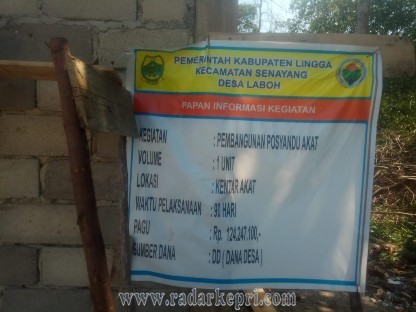 PEMERINTAH KABUPATEN LINGGA
KECAMATAN SENAYANG
DESA LABOH
PAPAN INFORMASI KEGIATAN
KEGIATAN : PEMBANGUNAN POSYANDU AKAT
VOLUME : 1 UNIT
LOKASI : KENTAR AKAT
WAKTU PELAKSANAAN : 90 HARI
PAGU : Rp. 124.247.100,-
SUMBER DANA : DD ( DANA DESA )
www.radarkepri.com